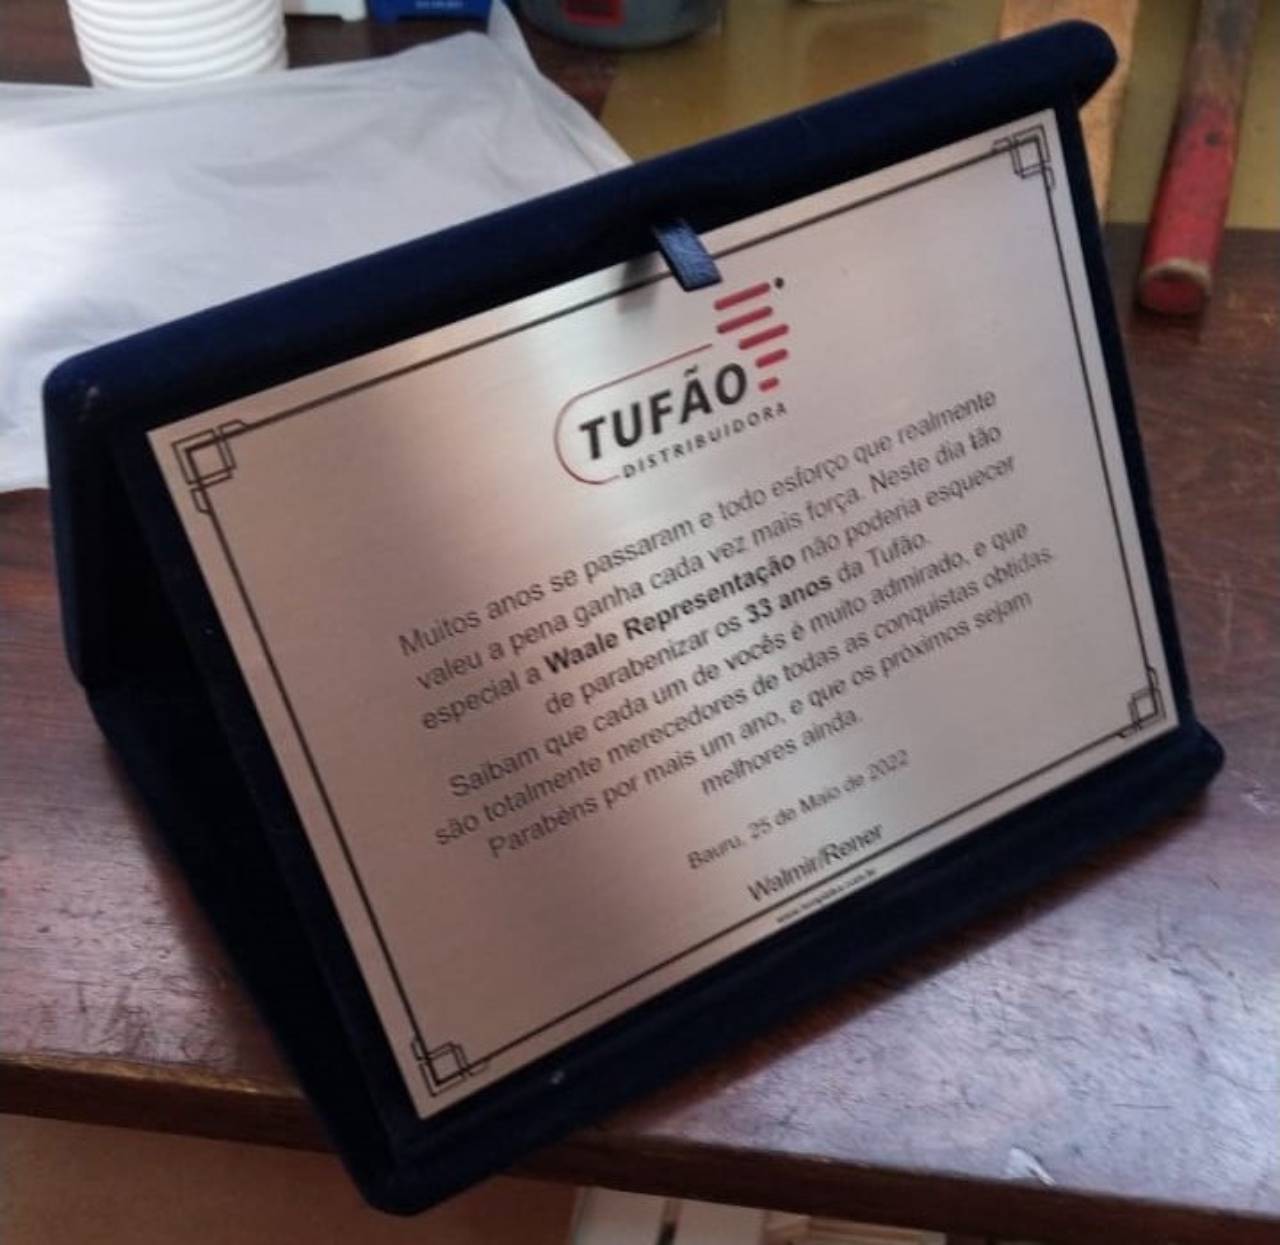 TUFÃO
DISTRIBUIDORA
Muitos anos se passaram e todo esforço que realmente
valeu a pena ganha cada vez mais força. Neste dia tão
especial a Waale Representação não poderia esquecer
de parabenizar os 33 anos da Tufão.
Saibam que cada um de vocês é muito admirado, e que
são totalmente merecedores de todas as conquistas obtidas.
Parabéns por mais um ano, e que os próximos sejam
melhores ainda.
Bauru, 25 de Maio de 2022
Walmir/Rener